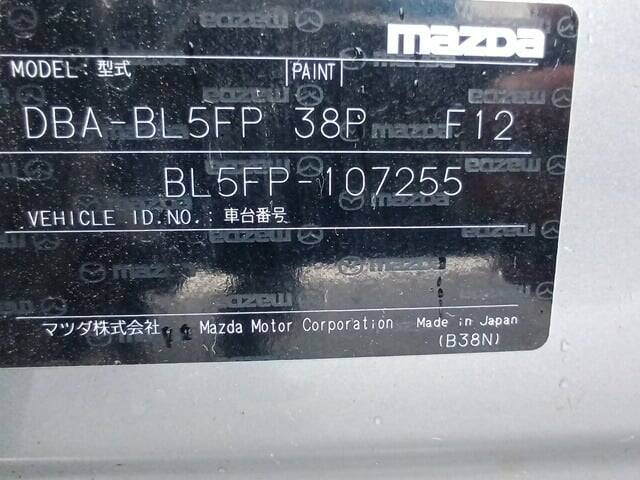 mazda
MODEL: 型式 PAINT
DBA-BL5FP 38P F12
BL5FP-107255
VEHICLE ID.NO.: 車台番号
マツダ株式会社 Mazda Motor Corporation Made in Japan
(B38N)